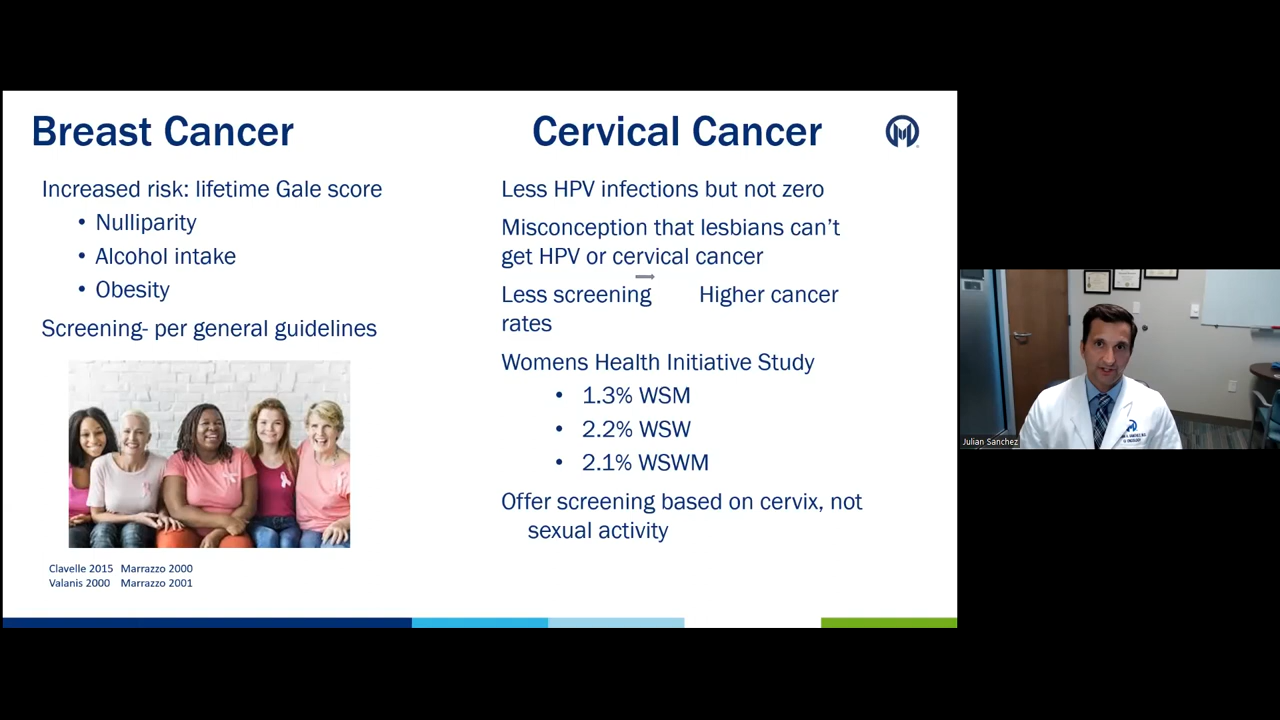 Breast Cancer
Increased risk: lifetime Gale score
• Nulliparity
• Alcohol intake
• Obesity
Screening- per general guidelines
Clavelle 2015 Marrazzo 2000
Valanis 2000 Marrazzo 2001
Cervical Cancer
Less HPV infections but not zero
Misconception that lesbians can't
get HPV or cervical cancer
Less screening → Higher cancer
rates
Womens Health Initiative Study
• 1.3% WSM
• 2.2% WSW
• 2.1% WSWM
Offer screening based on cervix, not
sexual activity
Julian Sanchez